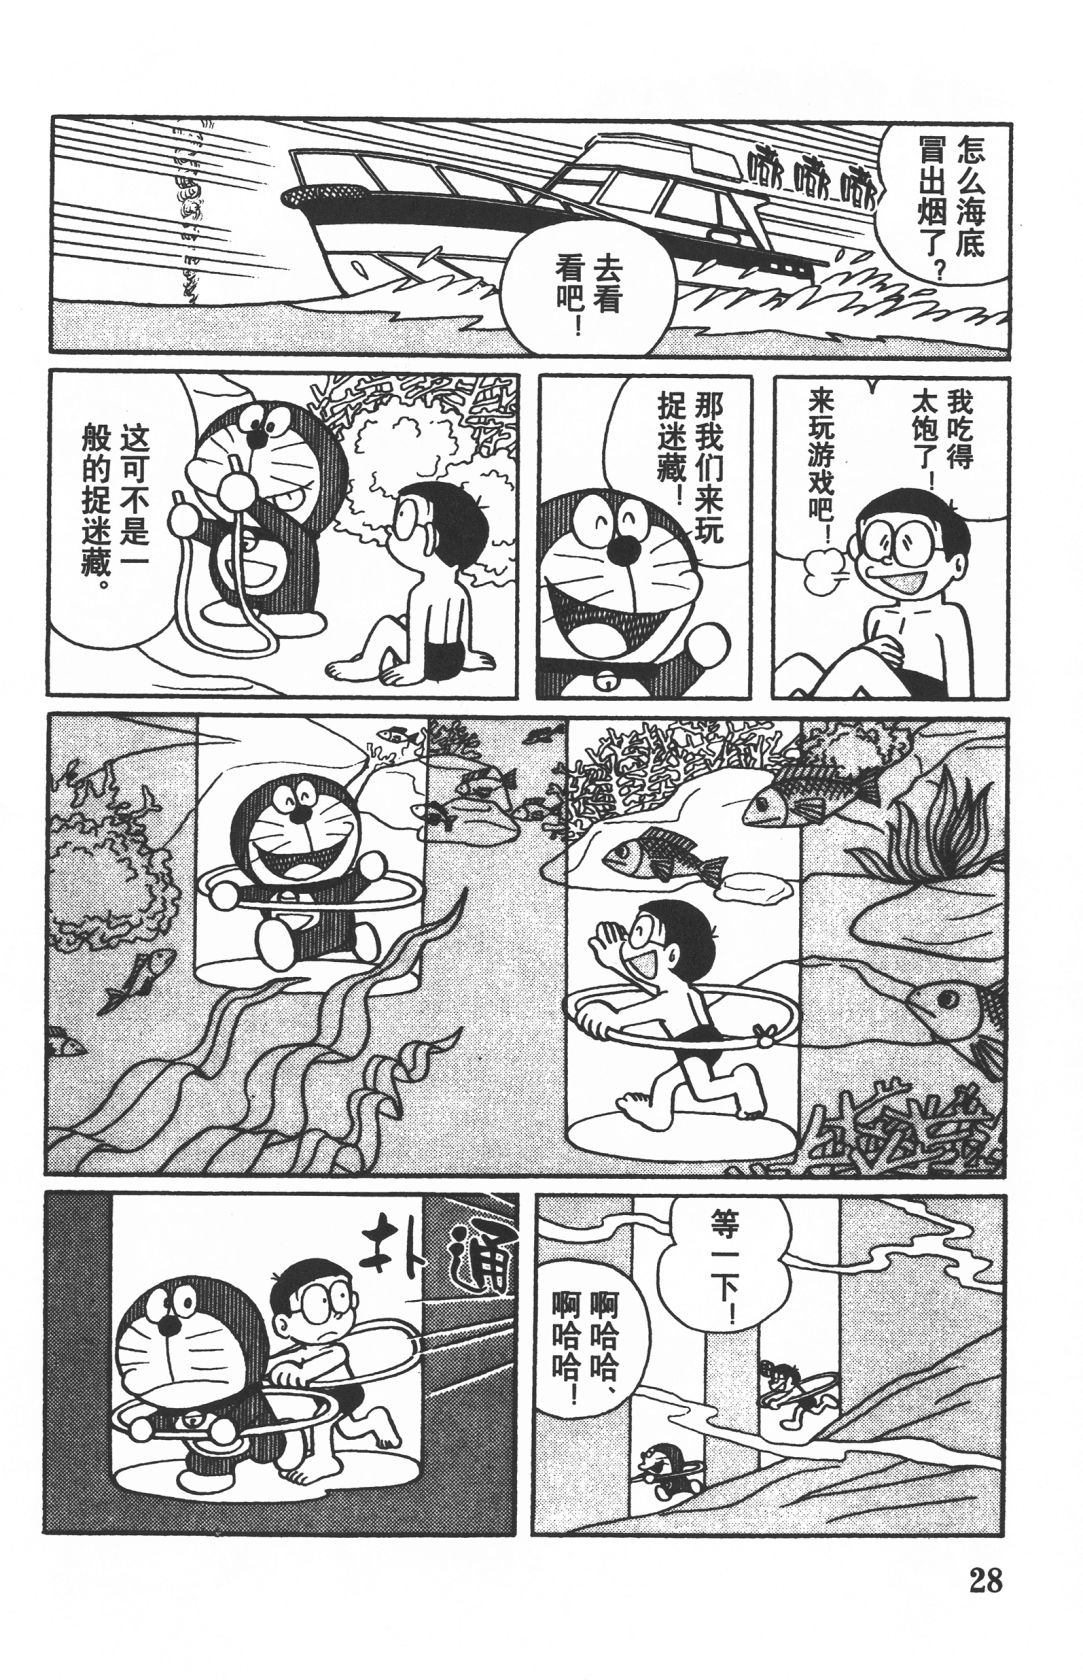 怎么海底
冒出烟了?
嘟嘟嘟
去看
看吧!
我吃得
太饱了!
来玩游戏吧!
那我们来玩
捉迷藏!
这可不是一
般的捉迷藏。
等一下!
啊哈哈、
啊哈哈!
扑通
28